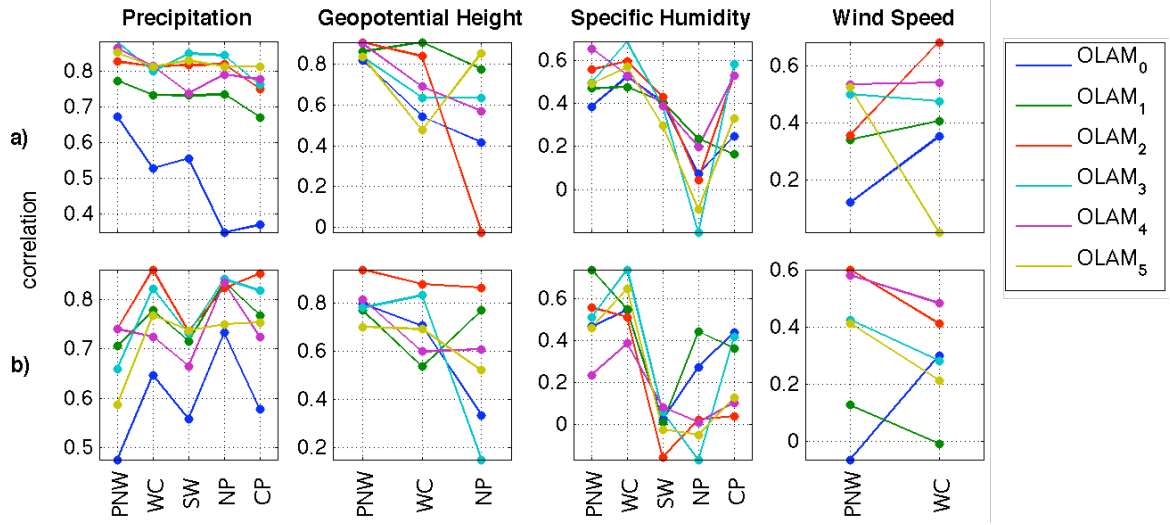 Precipitation
Geopotential Height
Specific Humidity
Wind Speed
a)
0.8
0.7
0.6
0.5
0.4
0.8
0.6
0.4
0.2
0
0.6
0.4
0.2
0
0.6
0.4
0.2
OLAM0
OLAM1
OLAM2
OLAM3
OLAM4
OLAM5
correlation
b)
0.8
0.7
0.6
0.5
0.8
0.6
0.4
0.2
0.6
0.4
0.2
0
0.6
0.4
0.2
0
PNW
WC
SW
NP
CP
PNW
WC
NP
PNW
WC
SW
NP
CP
PNW
WC